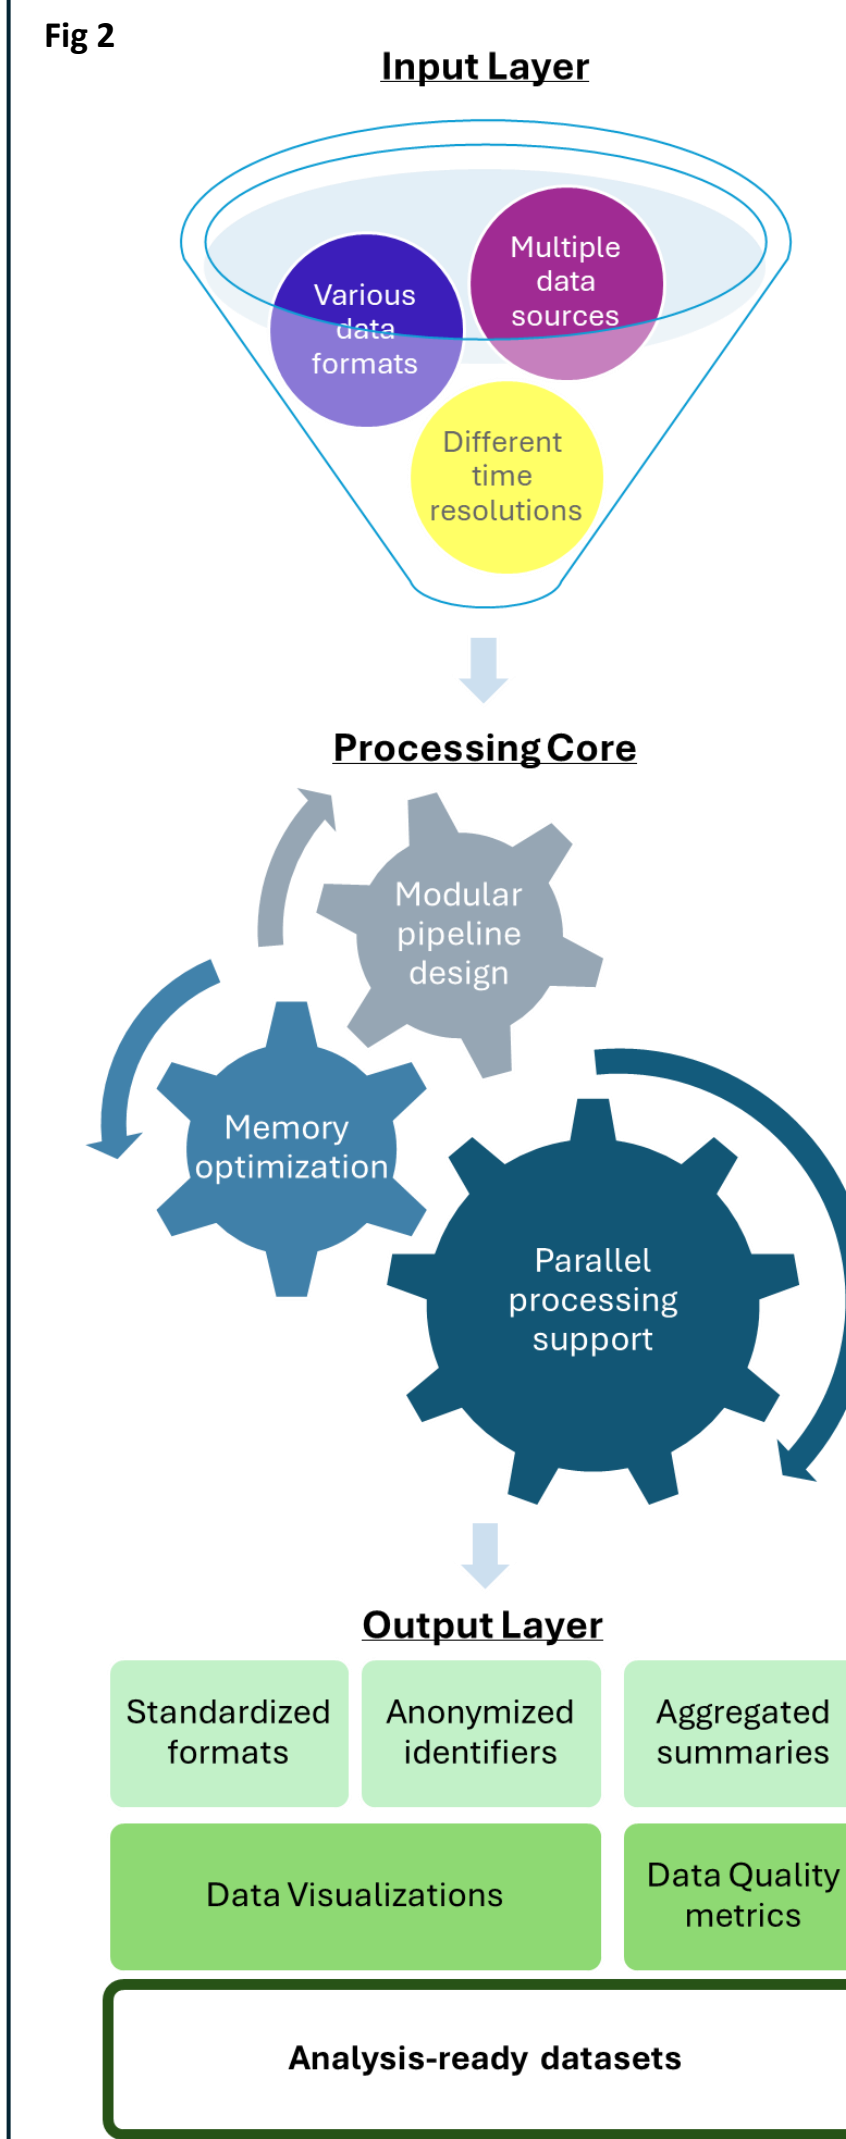 Fig 2
Input Layer
Various
data
formats
Multiple
data
sources
Different
time
resolutions
Processing Core
Modular
pipeline
design
Memory
optimization
Parallel
processing
support
Output Layer
Standardized
formats
Anonymized
identifiers
Aggregated
summaries
Data Visualizations
Data Quality
metrics
Analysis-ready datasets